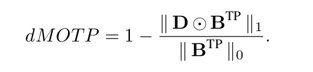 dMOTP = 1 − ‖ D ⊙ B^TP ‖_1 / ‖ B^TP ‖_0 .